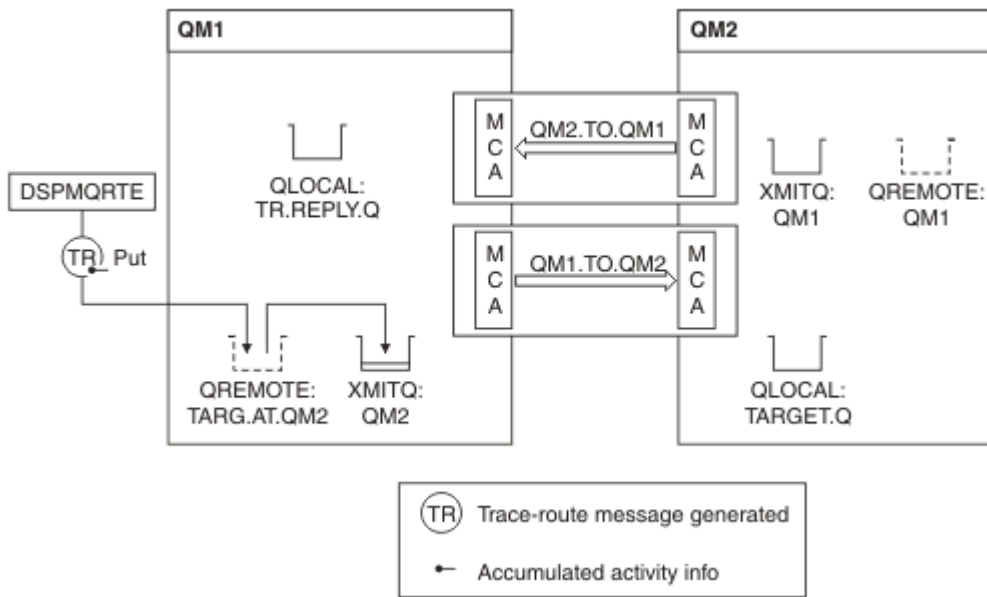 QM1
QM2
M
C
A
QM2.TO.QM1
M
C
A
QLOCAL:
TR.REPLY.Q
XMITQ:
QM1
QREMOTE:
QM1
DSPMQRTE
TR
Put
M
C
A
QM1.TO.QM2
M
C
A
QREMOTE:
TARG.AT.QM2
XMITQ:
QM2
QLOCAL:
TARGET.Q
TR Trace-route message generated
Accumulated activity info